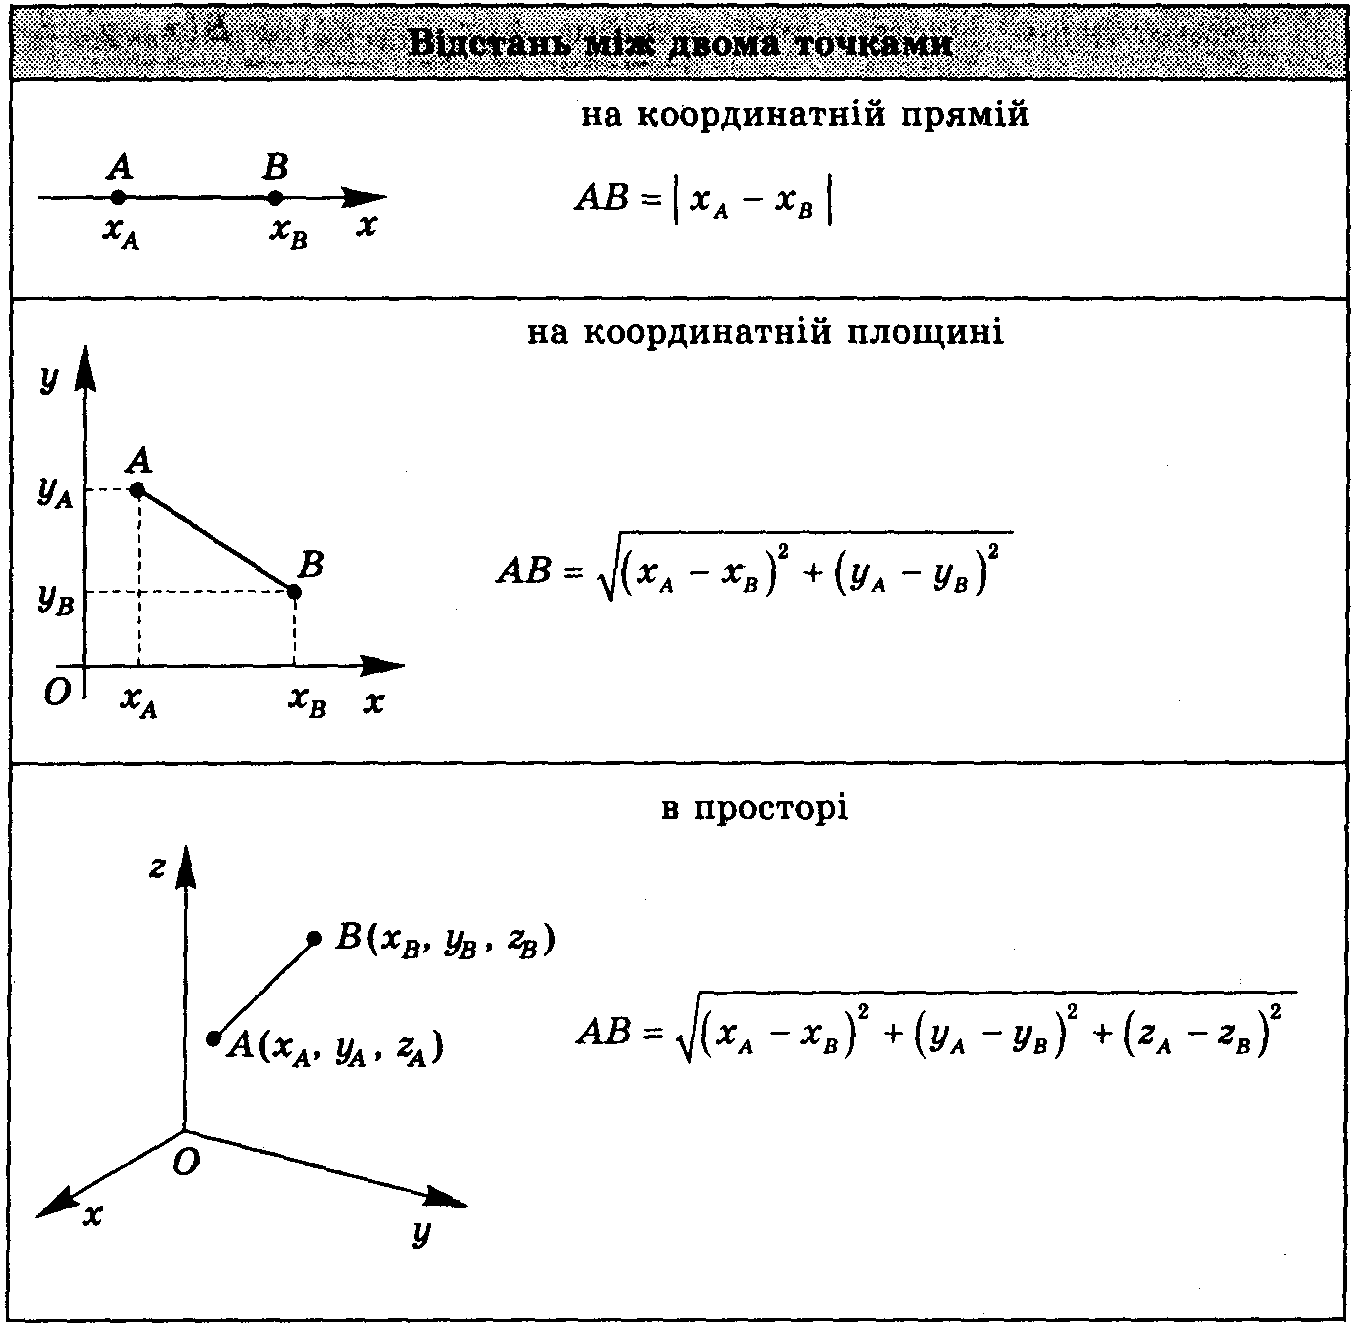 Відстань між двома точками
на координатній прямій
A B
x_A x_B x
AB = | x_A − x_B |
на координатній площині
y
A
y_A
B
y_B
O x_A x_B x
AB = √((x_A − x_B)² + (y_A − y_B)²)
в просторі
z
B(x_B, y_B, z_B)
A(x_A, y_A, z_A)
O
x
y
AB = √((x_A − x_B)² + (y_A − y_B)² + (z_A − z_B)²)